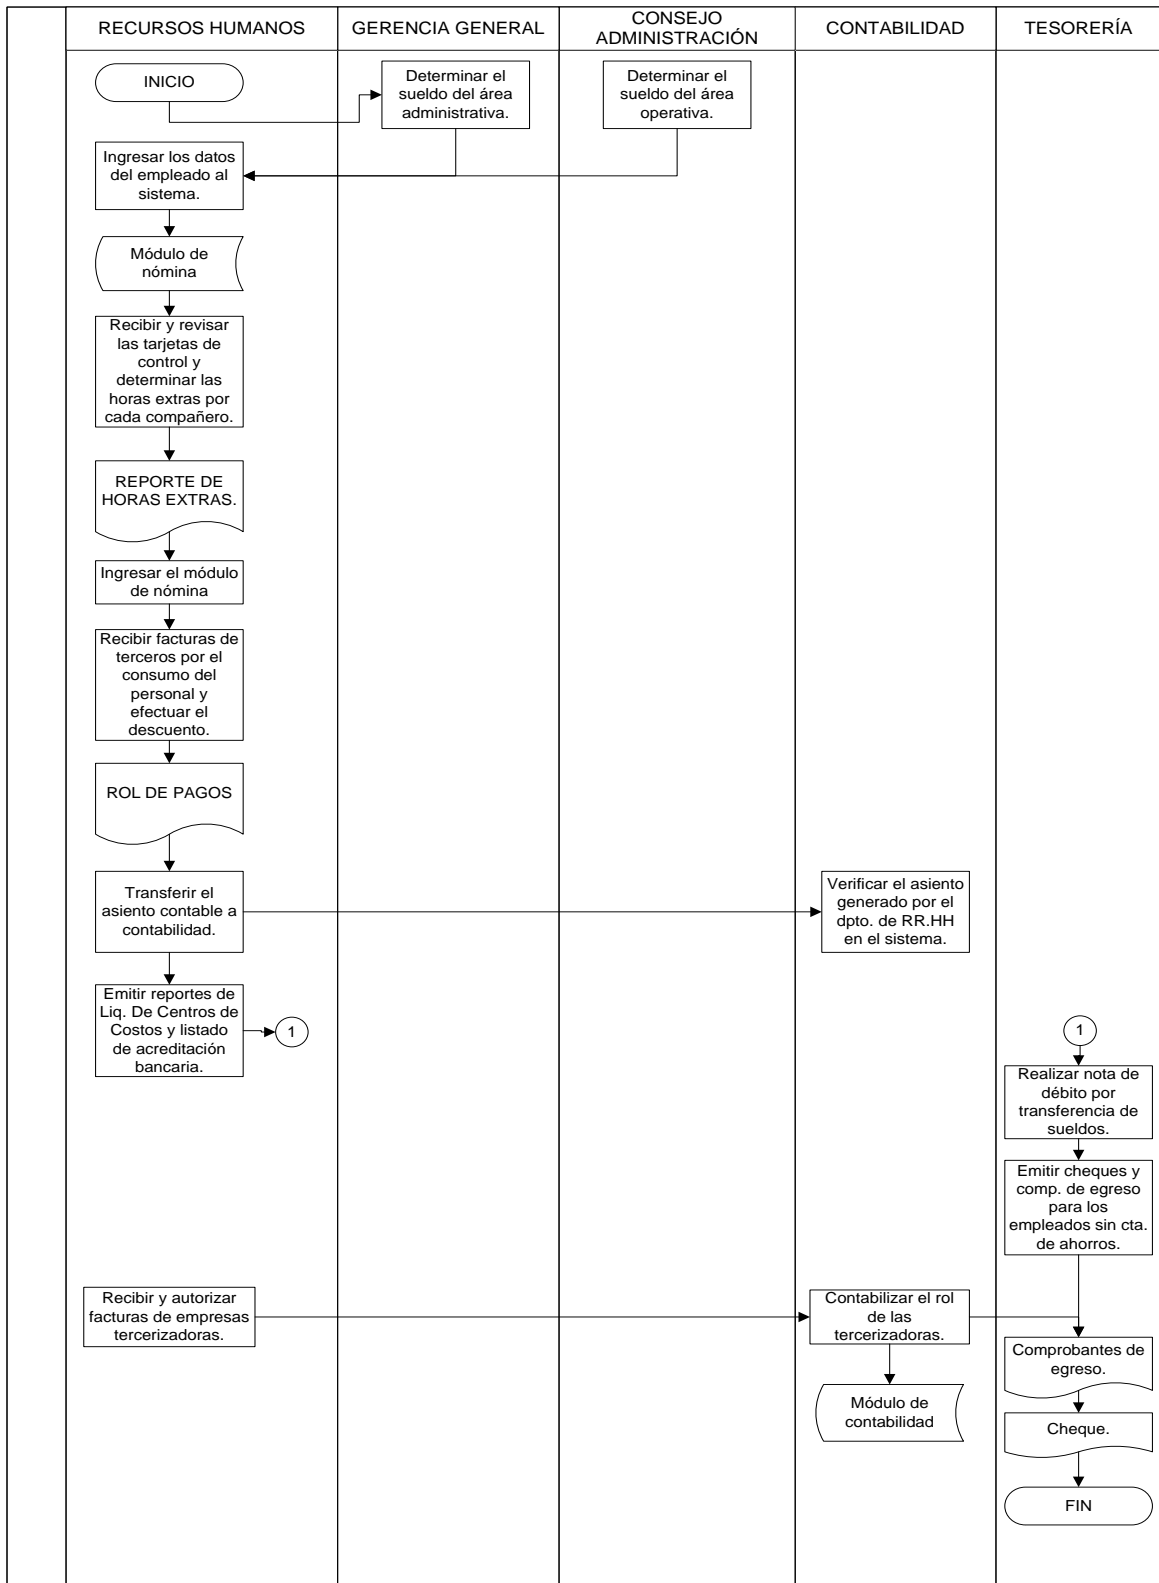 RECURSOS HUMANOS
GERENCIA GENERAL
CONSEJO
ADMINISTRACIÓN
CONTABILIDAD
TESORERÍA
INICIO
Determinar el
sueldo del área
administrativa.
Determinar el
sueldo del área
operativa.
Ingresar los datos
del empleado al
sistema.
Módulo de
nómina
Recibir y revisar
las tarjetas de
control y
determinar las
horas extras por
cada compañero.
REPORTE DE
HORAS EXTRAS.
Ingresar el módulo
de nómina
Recibir facturas de
terceros por el
consumo del
personal y
efectuar el
descuento.
ROL DE PAGOS
Transferir el
asiento contable a
contabilidad.
Verificar el asiento
generado por el
dpto. de RR.HH
en el sistema.
Emitir reportes de
Liq. De Centros de
Costos y listado
de acreditación
bancaria.
1
1
Realizar nota de
débito por
transferencia de
sueldos.
Emitir cheques y
comp. de egreso
para los
empleados sin cta.
de ahorros.
Recibir y autorizar
facturas de empresas
tercerizadoras.
Contabilizar el rol
de las
tercerizadoras.
Comprobantes de
egreso.
Módulo de
contabilidad
Cheque.
FIN